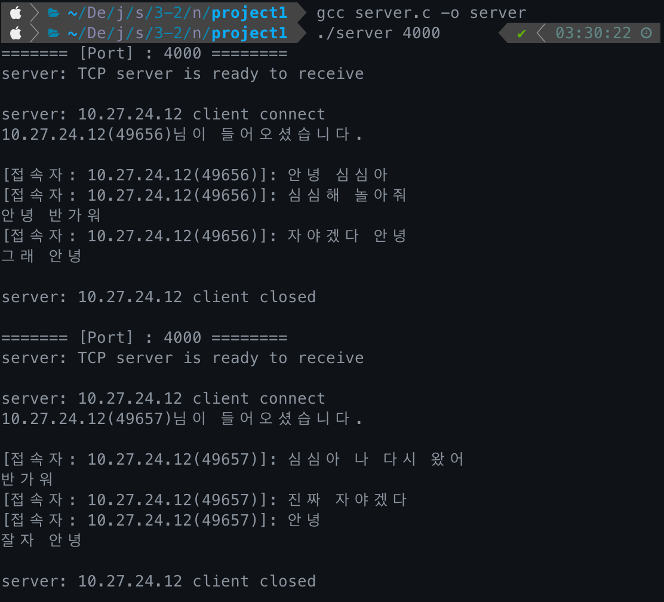 ~/De/j/s/3-2/n/project1 gcc server.c -o server
~/De/j/s/3-2/n/project1 ./server 4000 ✔ 03:30:22
======= [Port] : 4000 ========
server: TCP server is ready to receive
server: 10.27.24.12 client connect
10.27.24.12(49656)님이 들어오셨습니다.
[접속자: 10.27.24.12(49656)]: 안녕 심심아
[접속자: 10.27.24.12(49656)]: 심심해 놀아줘
안녕 반가워
[접속자: 10.27.24.12(49656)]: 자야겠다 안녕
그래 안녕
server: 10.27.24.12 client closed
======= [Port] : 4000 ========
server: TCP server is ready to receive
server: 10.27.24.12 client connect
10.27.24.12(49657)님이 들어오셨습니다.
[접속자: 10.27.24.12(49657)]: 심심아 나 다시 왔어
반가워
[접속자: 10.27.24.12(49657)]: 진짜 자야겠다
[접속자: 10.27.24.12(49657)]: 안녕
잘자 안녕
server: 10.27.24.12 client closed